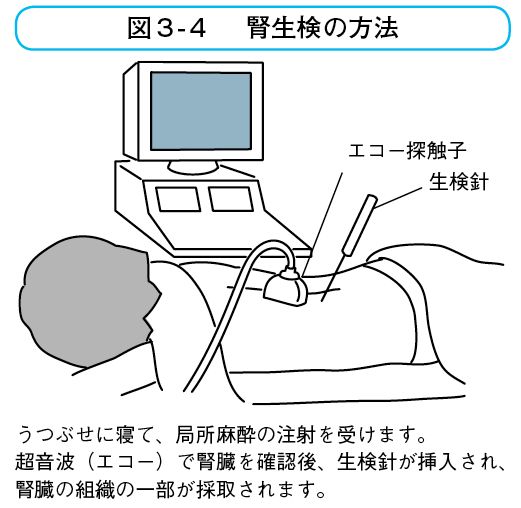 図3-4　腎生検の方法
エコー探触子
生検針
うつぶせに寝て、局所麻酔の注射を受けます。
超音波（エコー）で腎臓を確認後、生検針が挿入され、
腎臓の組織の一部が採取されます。